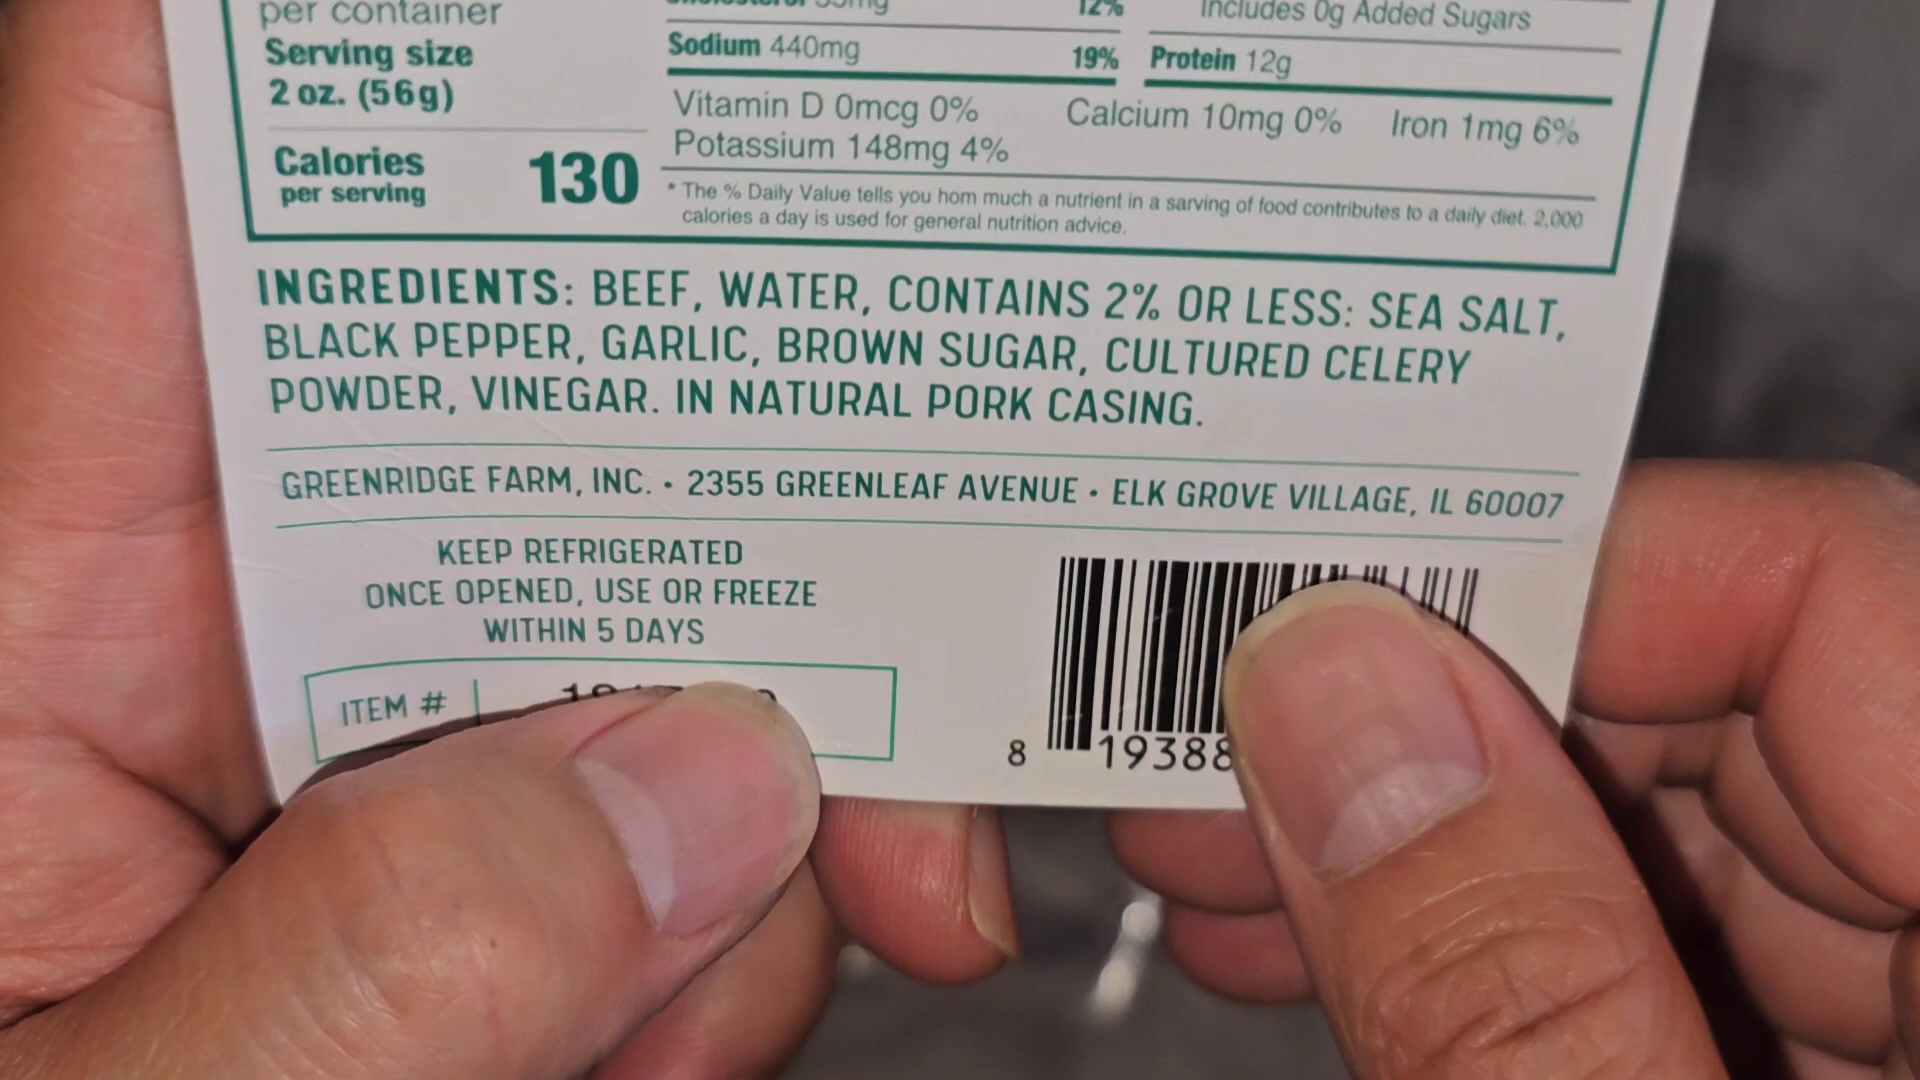 per container
Serving size
2 oz. (56g)
Calories
per serving
130
12%
Includes 0g Added Sugars
Sodium 440mg 19%
Protein 12g
Vitamin D 0mcg 0% Calcium 10mg 0% Iron 1mg 6%
Potassium 148mg 4%
* The % Daily Value tells you hom much a nutrient in a sarving of food contributes to a daily diet. 2,000
calories a day is used for general nutrition advice.
INGREDIENTS: BEEF, WATER, CONTAINS 2% OR LESS: SEA SALT,
BLACK PEPPER, GARLIC, BROWN SUGAR, CULTURED CELERY
POWDER, VINEGAR. IN NATURAL PORK CASING.
GREENRIDGE FARM, INC. • 2355 GREENLEAF AVENUE • ELK GROVE VILLAGE, IL 60007
KEEP REFRIGERATED
ONCE OPENED, USE OR FREEZE
WITHIN 5 DAYS
ITEM #
8 19388